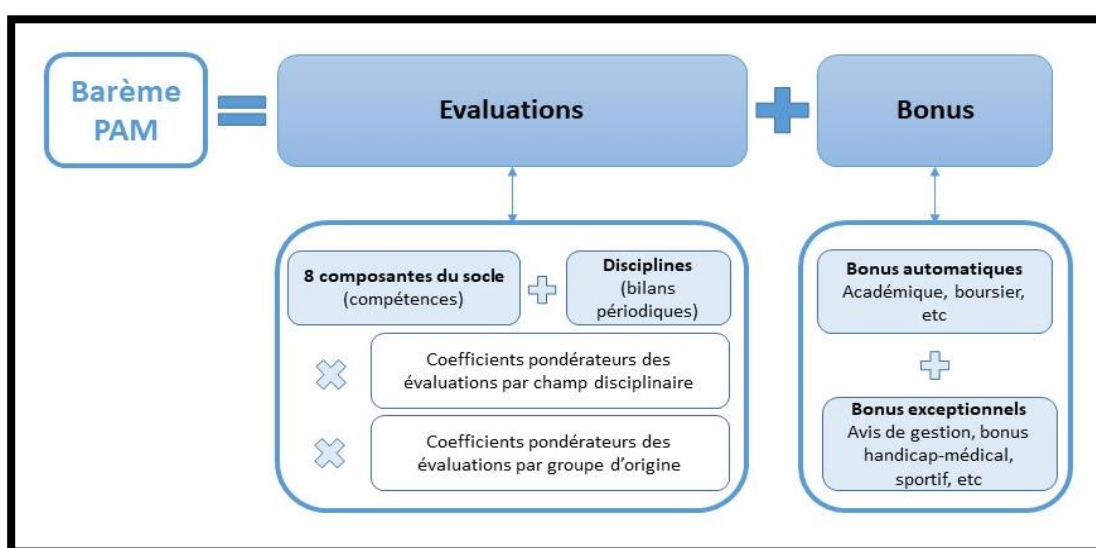 Barème
PAM
Evaluations
Bonus
8 composantes du socle
(compétences)
Disciplines
(bilans
périodiques)
Coefficients pondérateurs des
évaluations par champ disciplinaire
Coefficients pondérateurs des
évaluations par groupe d'origine
Bonus automatiques
Académique, boursier,
etc
Bonus exceptionnels
Avis de gestion, bonus
handicap-médical,
sportif, etc